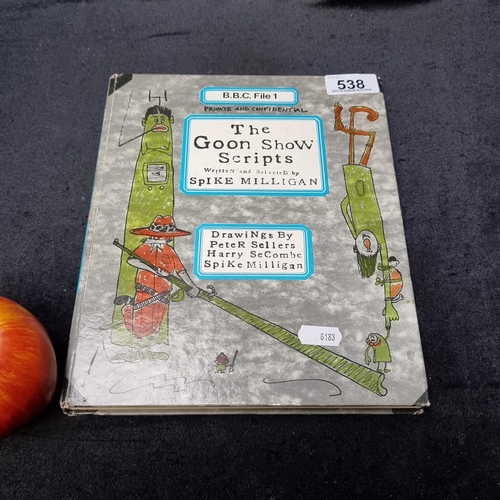 B.B.C. File 1
PRIVATE AND CONFIDENTIAL
538
The
Goon Show
Scripts
Written and Selected by
SpIKE MILLIGAN
DrawiNgs By
PeteR Sellers
Harry SeCombe
SpiKe Milligan
6183